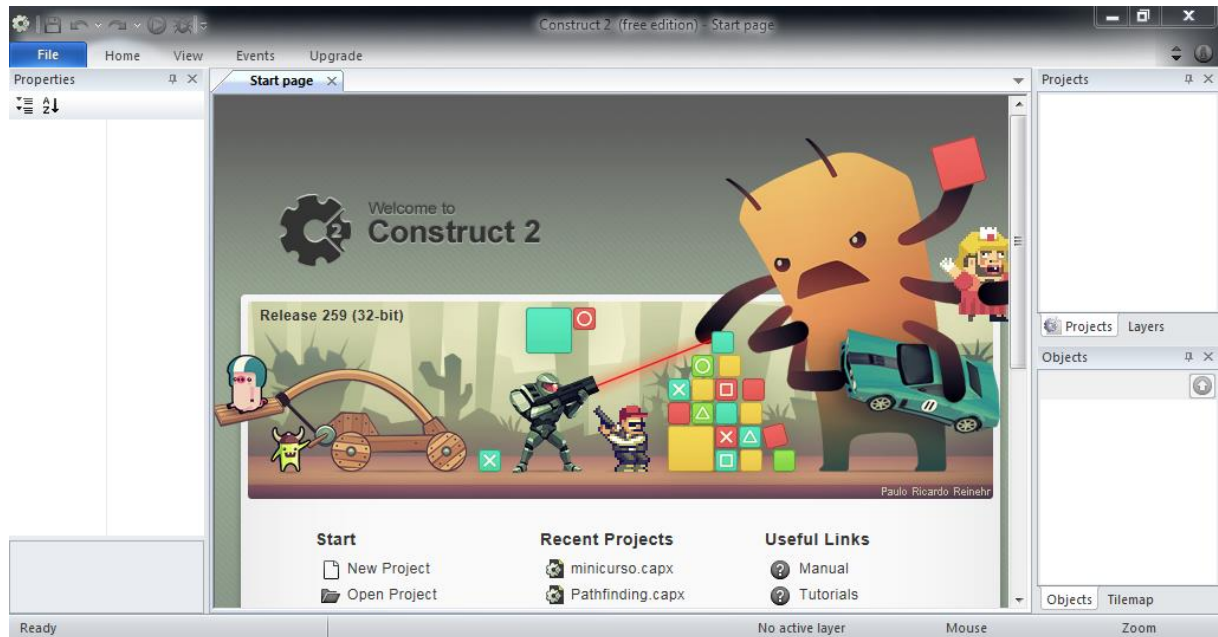 Construct 2 (free edition) - Start page
File Home View Events Upgrade
Properties
Start page
Projects
Welcome to
Construct 2
2
Release 259 (32-bit)
11
Paulo Ricardo Reinehr
Projects Layers
Objects
Start
New Project
Open Project
Recent Projects
minicurso.capx
Pathfinding.capx
Useful Links
Manual
Tutorials
Objects Tilemap
Ready
No active layer
Mouse
Zoom